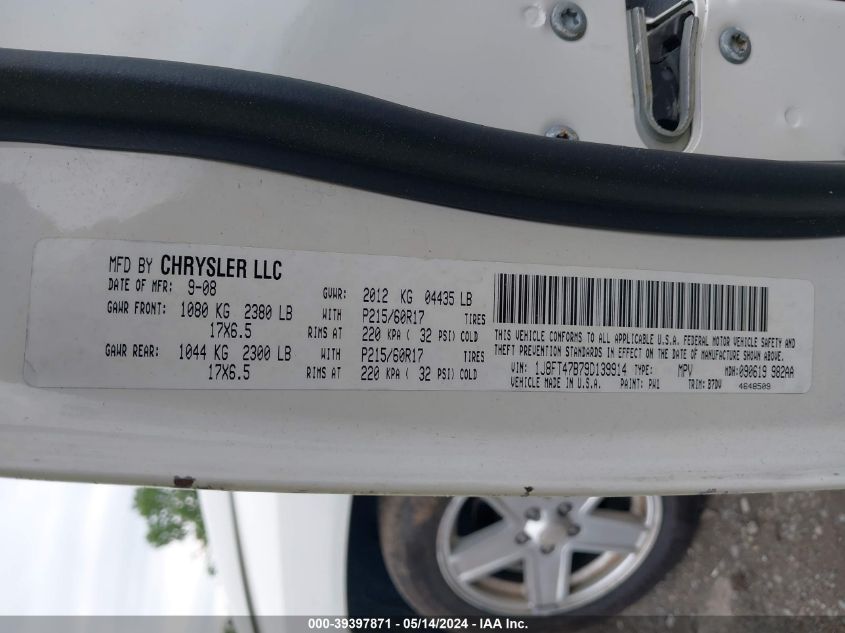 MFD BY CHRYSLER LLC
DATE OF MFR: 9-08 GVWR: 2012 KG 04435 LB
GAWR FRONT: 1080 KG 2380 LB WITH P215/60R17 TIRES
17X6.5 RIMS AT 220 KPA ( 32 PSI) COLD
GAWR REAR: 1044 KG 2300 LB WITH P215/60R17 TIRES
17X6.5 RIMS AT 220 KPA ( 32 PSI) COLD
THIS VEHICLE CONFORMS TO ALL APPLICABLE U.S.A. FEDERAL MOTOR VEHICLE SAFETY AND
THEFT PREVENTION STANDARDS IN EFFECT ON THE DATE OF MANUFACTURE SHOWN ABOVE.
VIN: 1J8FT47B79D139914 TYPE: MPV MDH:090619 982AA
VEHICLE MADE IN U.S.A. PAINT: PW1 TRIM: B7DV 4648509
000-39397871 - 05/14/2024 - IAA Inc.